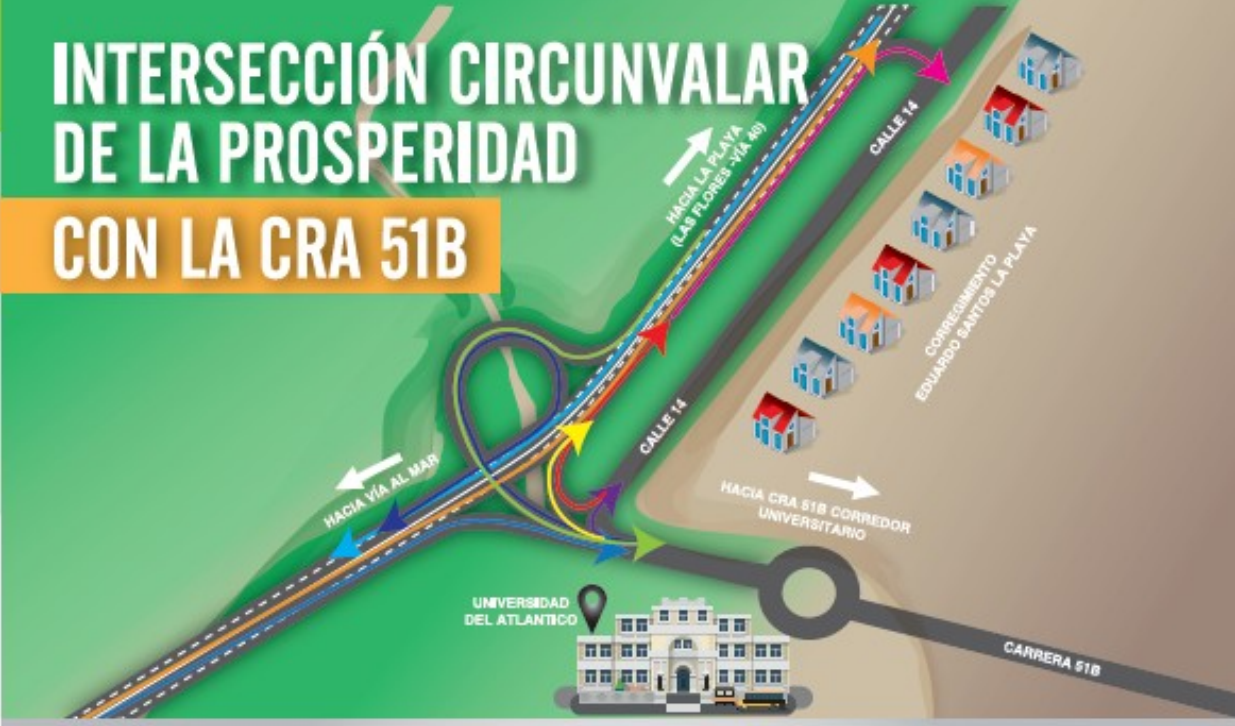 INTERSECCIÓN CIRCUNVALAR
DE LA PROSPERIDAD
CON LA CRA 51B
HACIA LA PLAYA
(LAS FLORES -VÍA 40)
CALLE 14
CORREGIMIENTO
EDUARDO SANTOS LA PLAYA
CALLE 14
HACIA VÍA AL MAR
HACIA CRA 51B CORREDOR
UNIVERSITARIO
UNIVERSIDAD
DEL ATLANTICO
CARRERA 51B